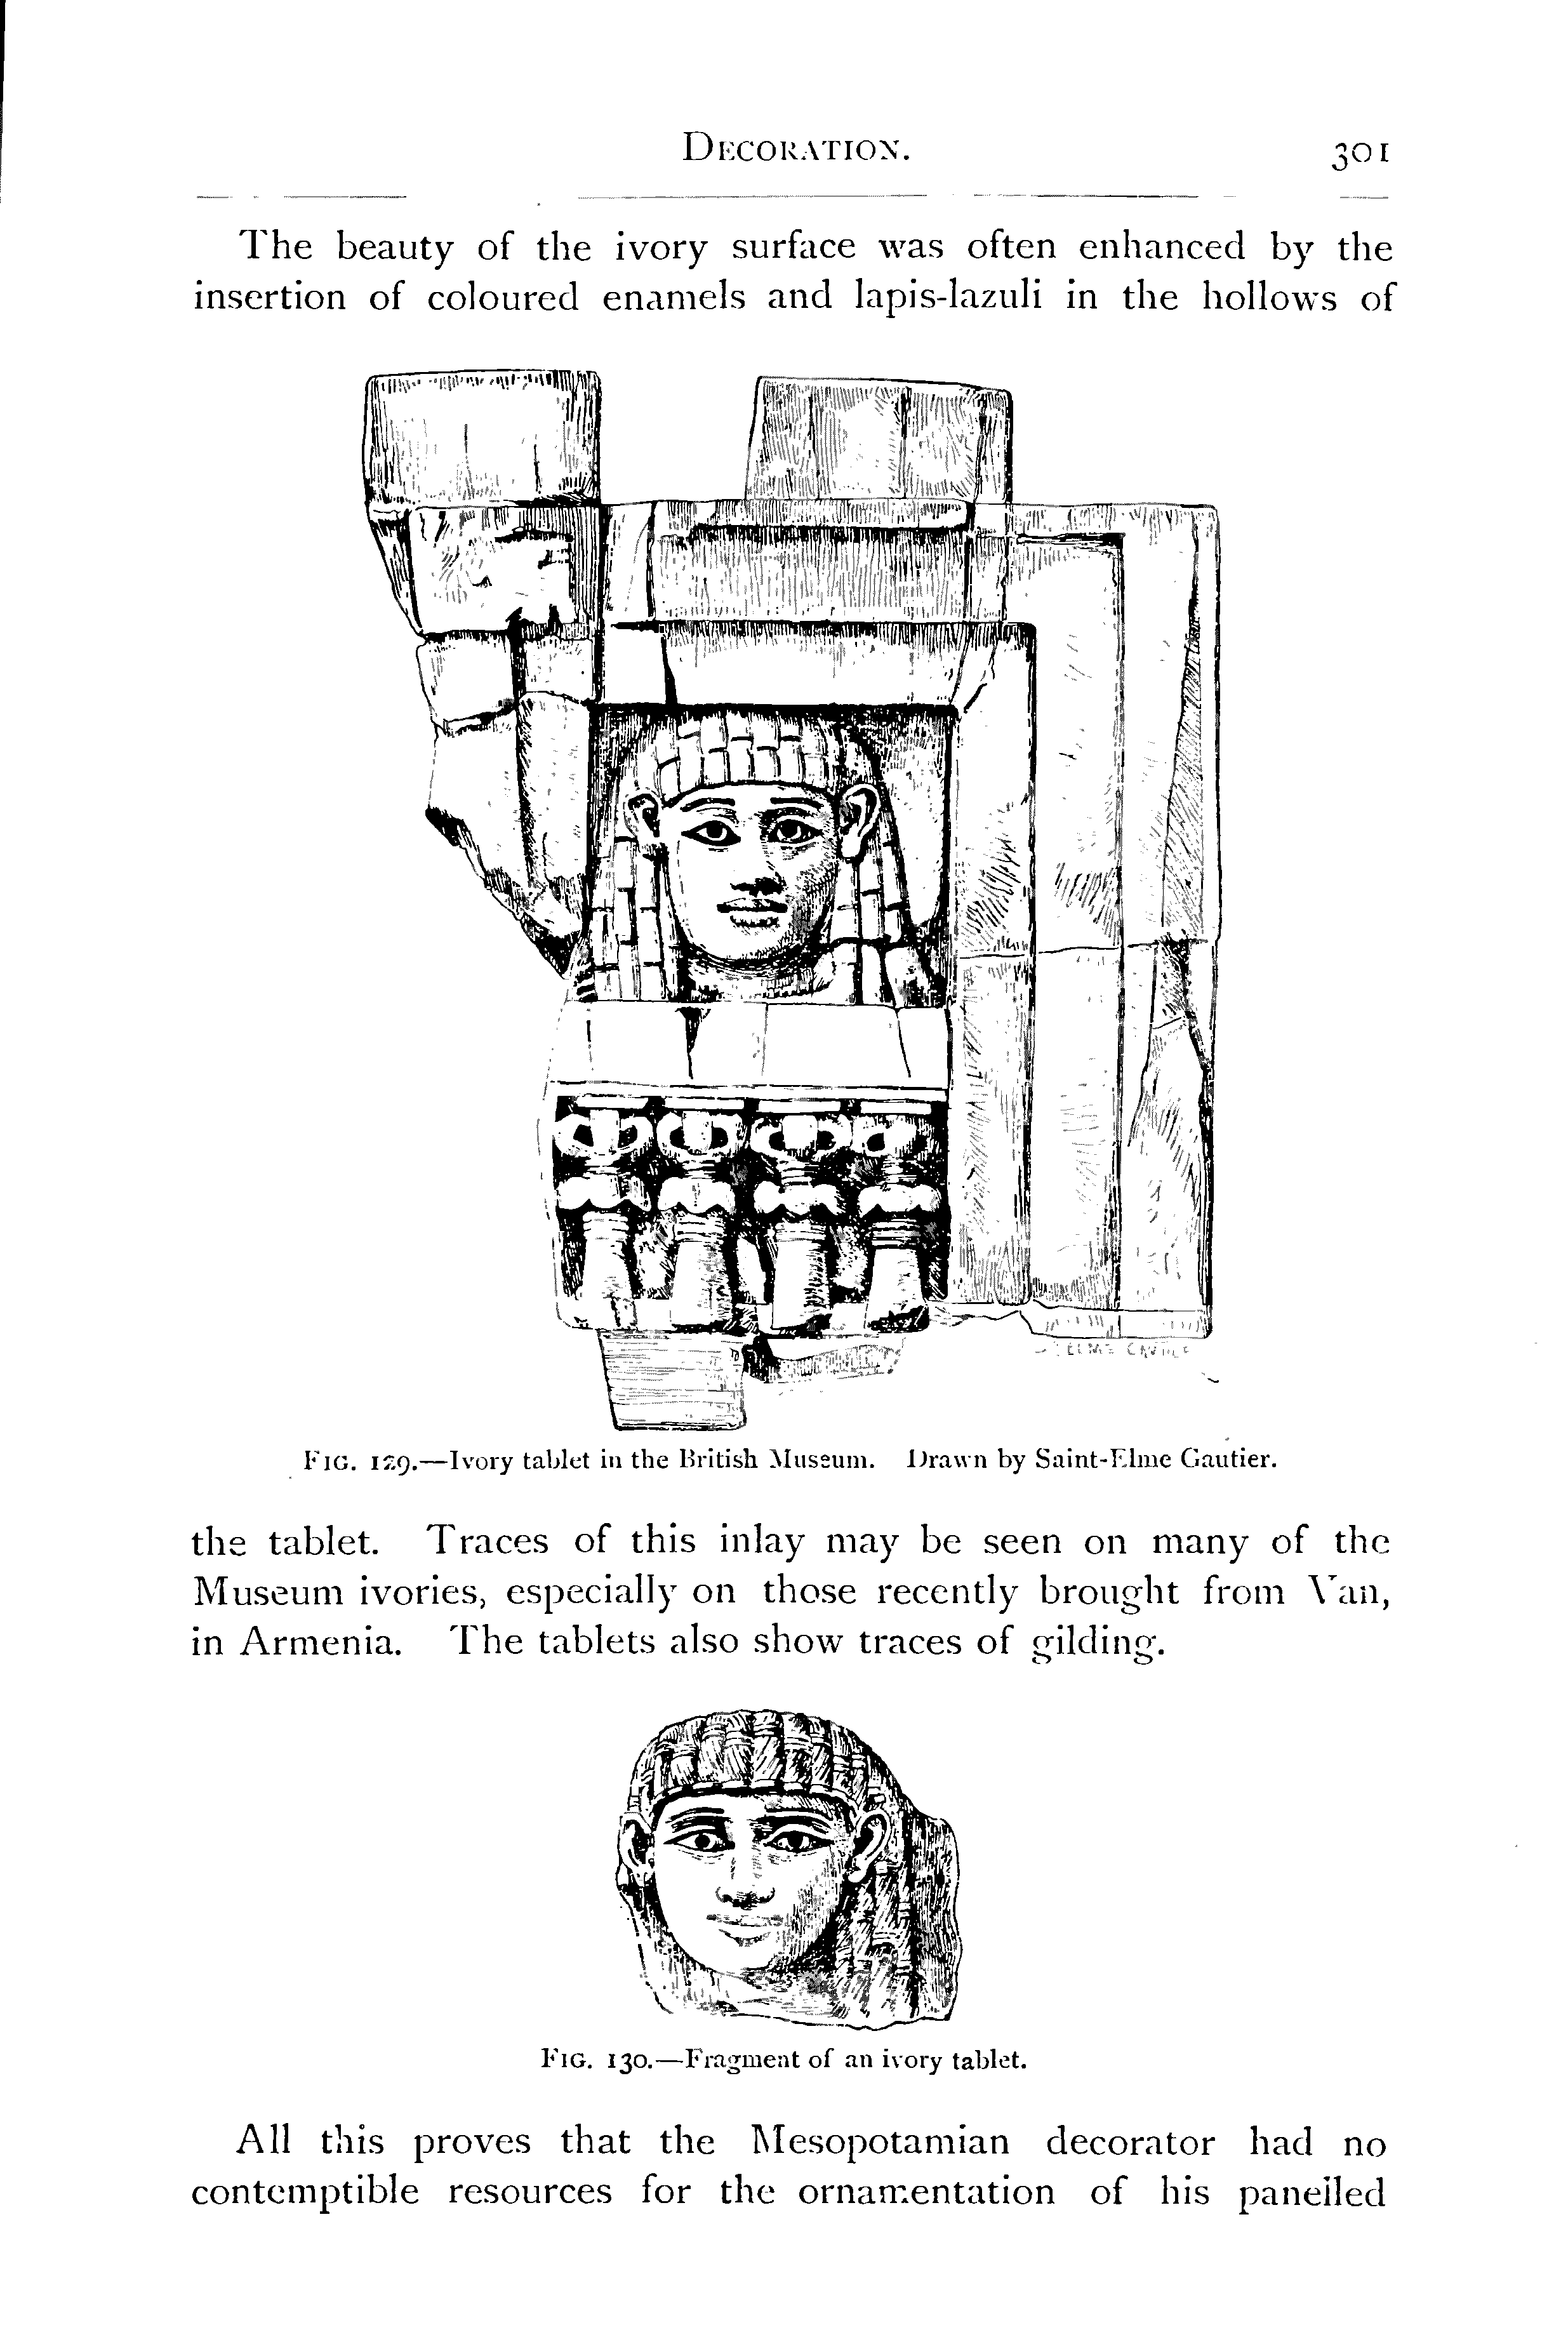 DECORATION. 301
The beauty of the ivory surface was often enhanced by the
insertion of coloured enamels and lapis-lazuli in the hollows of
FIG. 129.—Ivory tablet in the British Museum. Drawn by Saint-Elme Gautier.
the tablet. Traces of this inlay may be seen on many of the
Museum ivories, especially on those recently brought from Van,
in Armenia. The tablets also show traces of gilding.
FIG. 130.—Fragment of an ivory tablet.
All this proves that the Mesopotamian decorator had no
contemptible resources for the ornamentation of his panelled